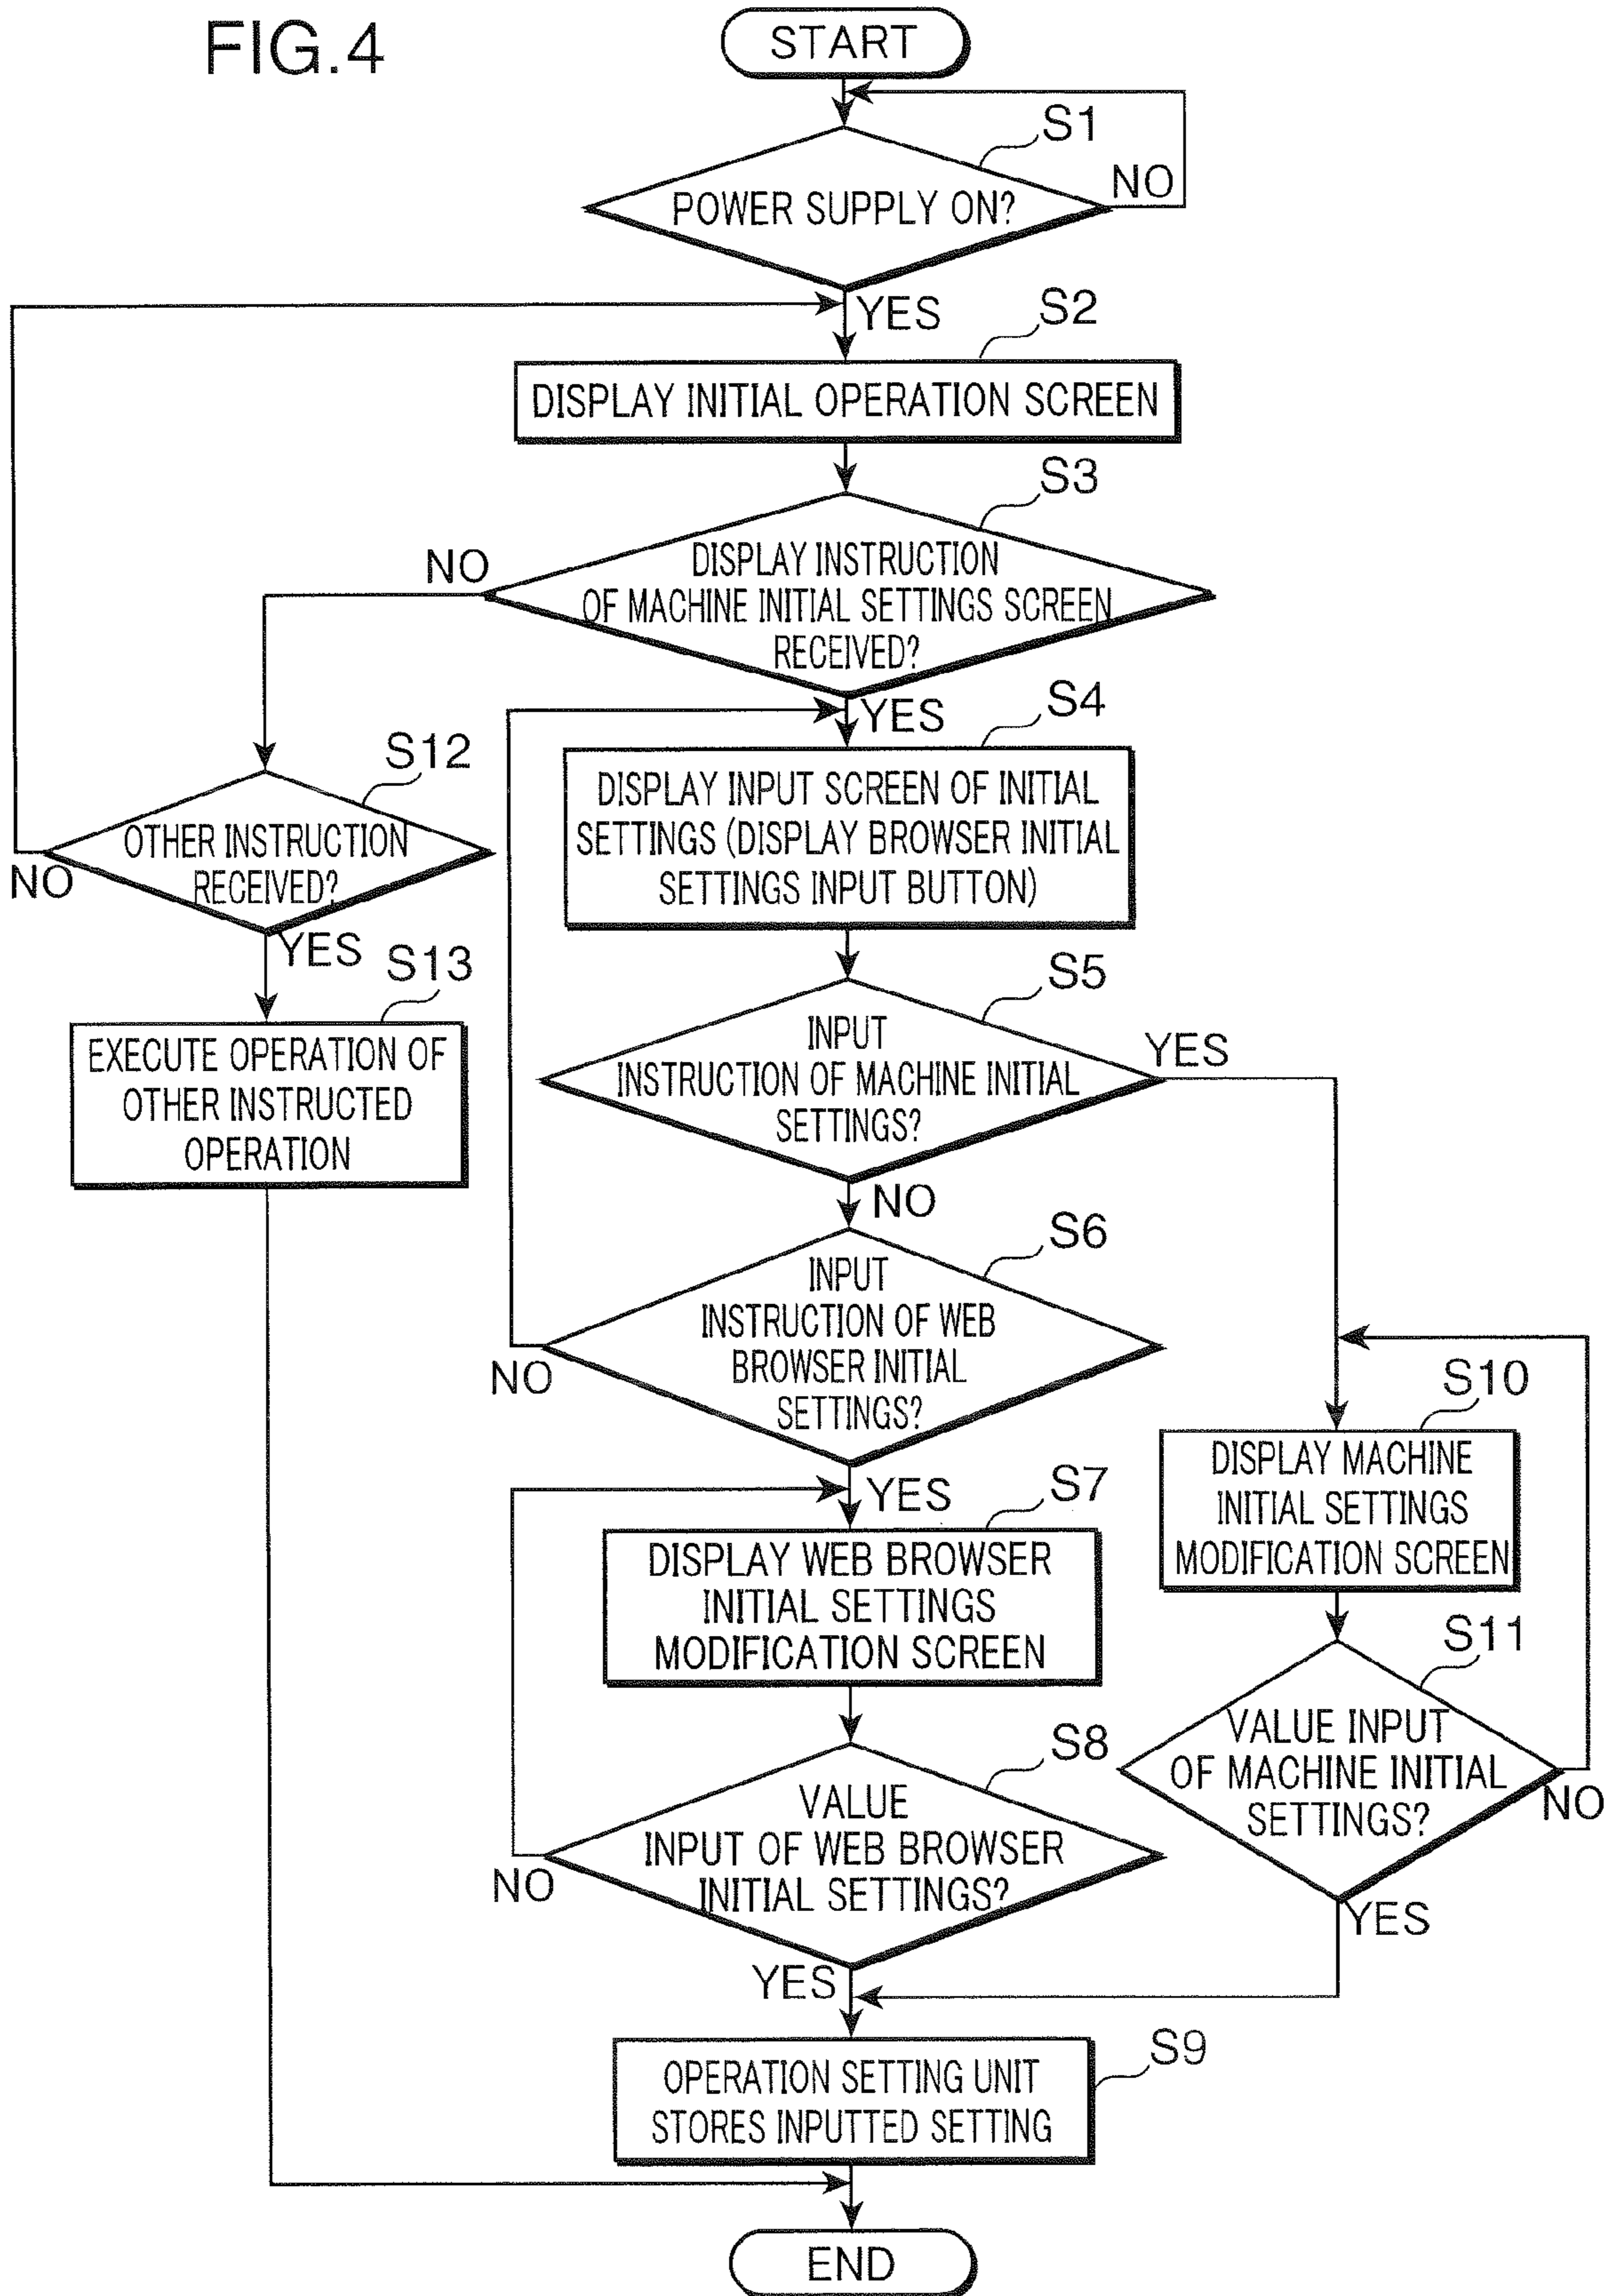 FIG.4
START
S1
POWER SUPPLY ON?
NO
YES
S2
DISPLAY INITIAL OPERATION SCREEN
S3
DISPLAY INSTRUCTION
OF MACHINE INITIAL SETTINGS SCREEN
RECEIVED?
NO
YES
S4
DISPLAY INPUT SCREEN OF INITIAL
SETTINGS (DISPLAY BROWSER INITIAL
SETTINGS INPUT BUTTON)
S12
OTHER INSTRUCTION
RECEIVED?
NO
YES
S13
EXECUTE OPERATION OF
OTHER INSTRUCTED
OPERATION
S5
INPUT
INSTRUCTION OF MACHINE INITIAL
SETTINGS?
YES
NO
S6
INPUT
INSTRUCTION OF WEB
BROWSER INITIAL
SETTINGS?
NO
YES
S7
DISPLAY WEB BROWSER
INITIAL SETTINGS
MODIFICATION SCREEN
S10
DISPLAY MACHINE
INITIAL SETTINGS
MODIFICATION SCREEN
S11
VALUE INPUT
OF MACHINE INITIAL
SETTINGS?
NO
YES
S8
VALUE
INPUT OF WEB BROWSER
INITIAL SETTINGS?
NO
YES
S9
OPERATION SETTING UNIT
STORES INPUTTED SETTING
END